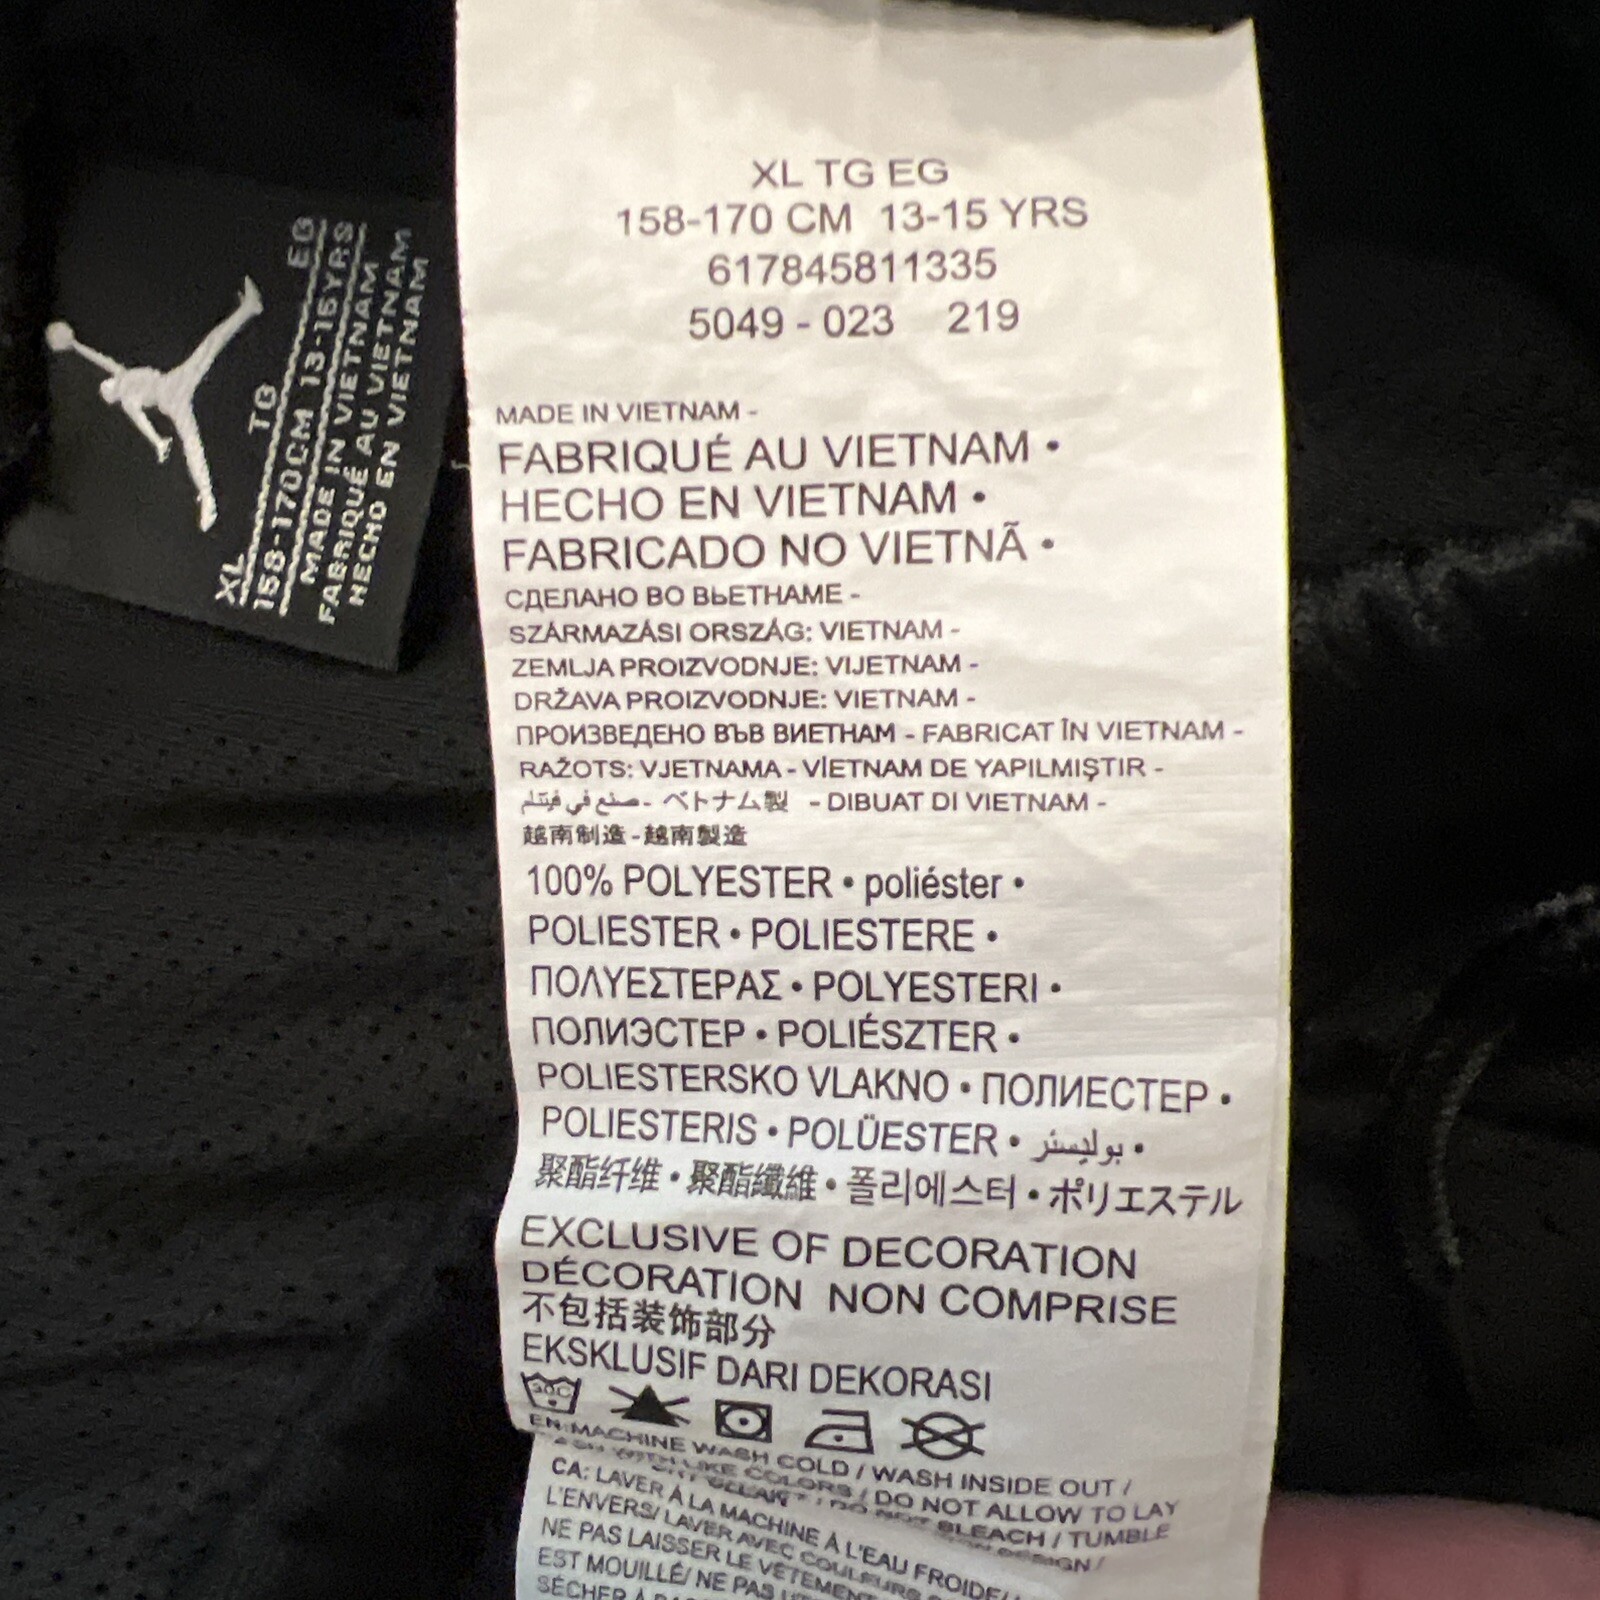 XL TG EG
158-170CM 13-15YRS
MADE IN VIETNAM
FABRIQUÉ AU VIETNAM
HECHO EN VIETNAM
XL TG EG
158-170 CM 13-15 YRS
617845811335
5049 - 023 219
MADE IN VIETNAM -
FABRIQUÉ AU VIETNAM •
HECHO EN VIETNAM •
FABRICADO NO VIETNÃ •
СДЕЛАНО ВО ВЬЕТНАМЕ -
SZÁRMAZÁSI ORSZÁG: VIETNAM -
ZEMLJA PROIZVODNJE: VIJETNAM -
DRŽAVA PROIZVODNJE: VIETNAM -
ПРОИЗВЕДЕНО ВЪВ ВИЕТНАМ - FABRICAT ÎN VIETNAM -
RAŽOTS: VJETNAMA - VİETNAM DE YAPILMIŞTIR -
صنع في فيتنام - ベトナム製 - DIBUAT DI VIETNAM -
越南制造 - 越南製造
100% POLYESTER • poliéster •
POLIESTER • POLIESTERE •
ΠΟΛΥΕΣΤΕΡΑΣ • POLYESTERI •
ПОЛИЭСТЕР • POLIÉSZTER •
POLIESTERSKO VLAKNO • ПОЛИЕСТЕР •
POLIESTERIS • POLÜESTER • بوليستر •
聚酯纤维 • 聚酯纖維 • 폴리에스터 • ポリエステル
EXCLUSIVE OF DECORATION
DÉCORATION NON COMPRISE
不包括装饰部分
EKSKLUSIF DARI DEKORASI
30C
EN: MACHINE WASH COLD / WASH INSIDE OUT /
WASH WITH LIKE COLORS / DO NOT ALLOW TO LAY
BLEACH / TUMBLE
DESIGN /
CA: LAVER À LA MACHINE À L'EAU FROIDE/
L'ENVERS/ LAVER AVEC COULEURS
NE PAS LAISSER LE VÊTEMENT
EST MOUILLÉ/ NE PAS
SÉCHER À